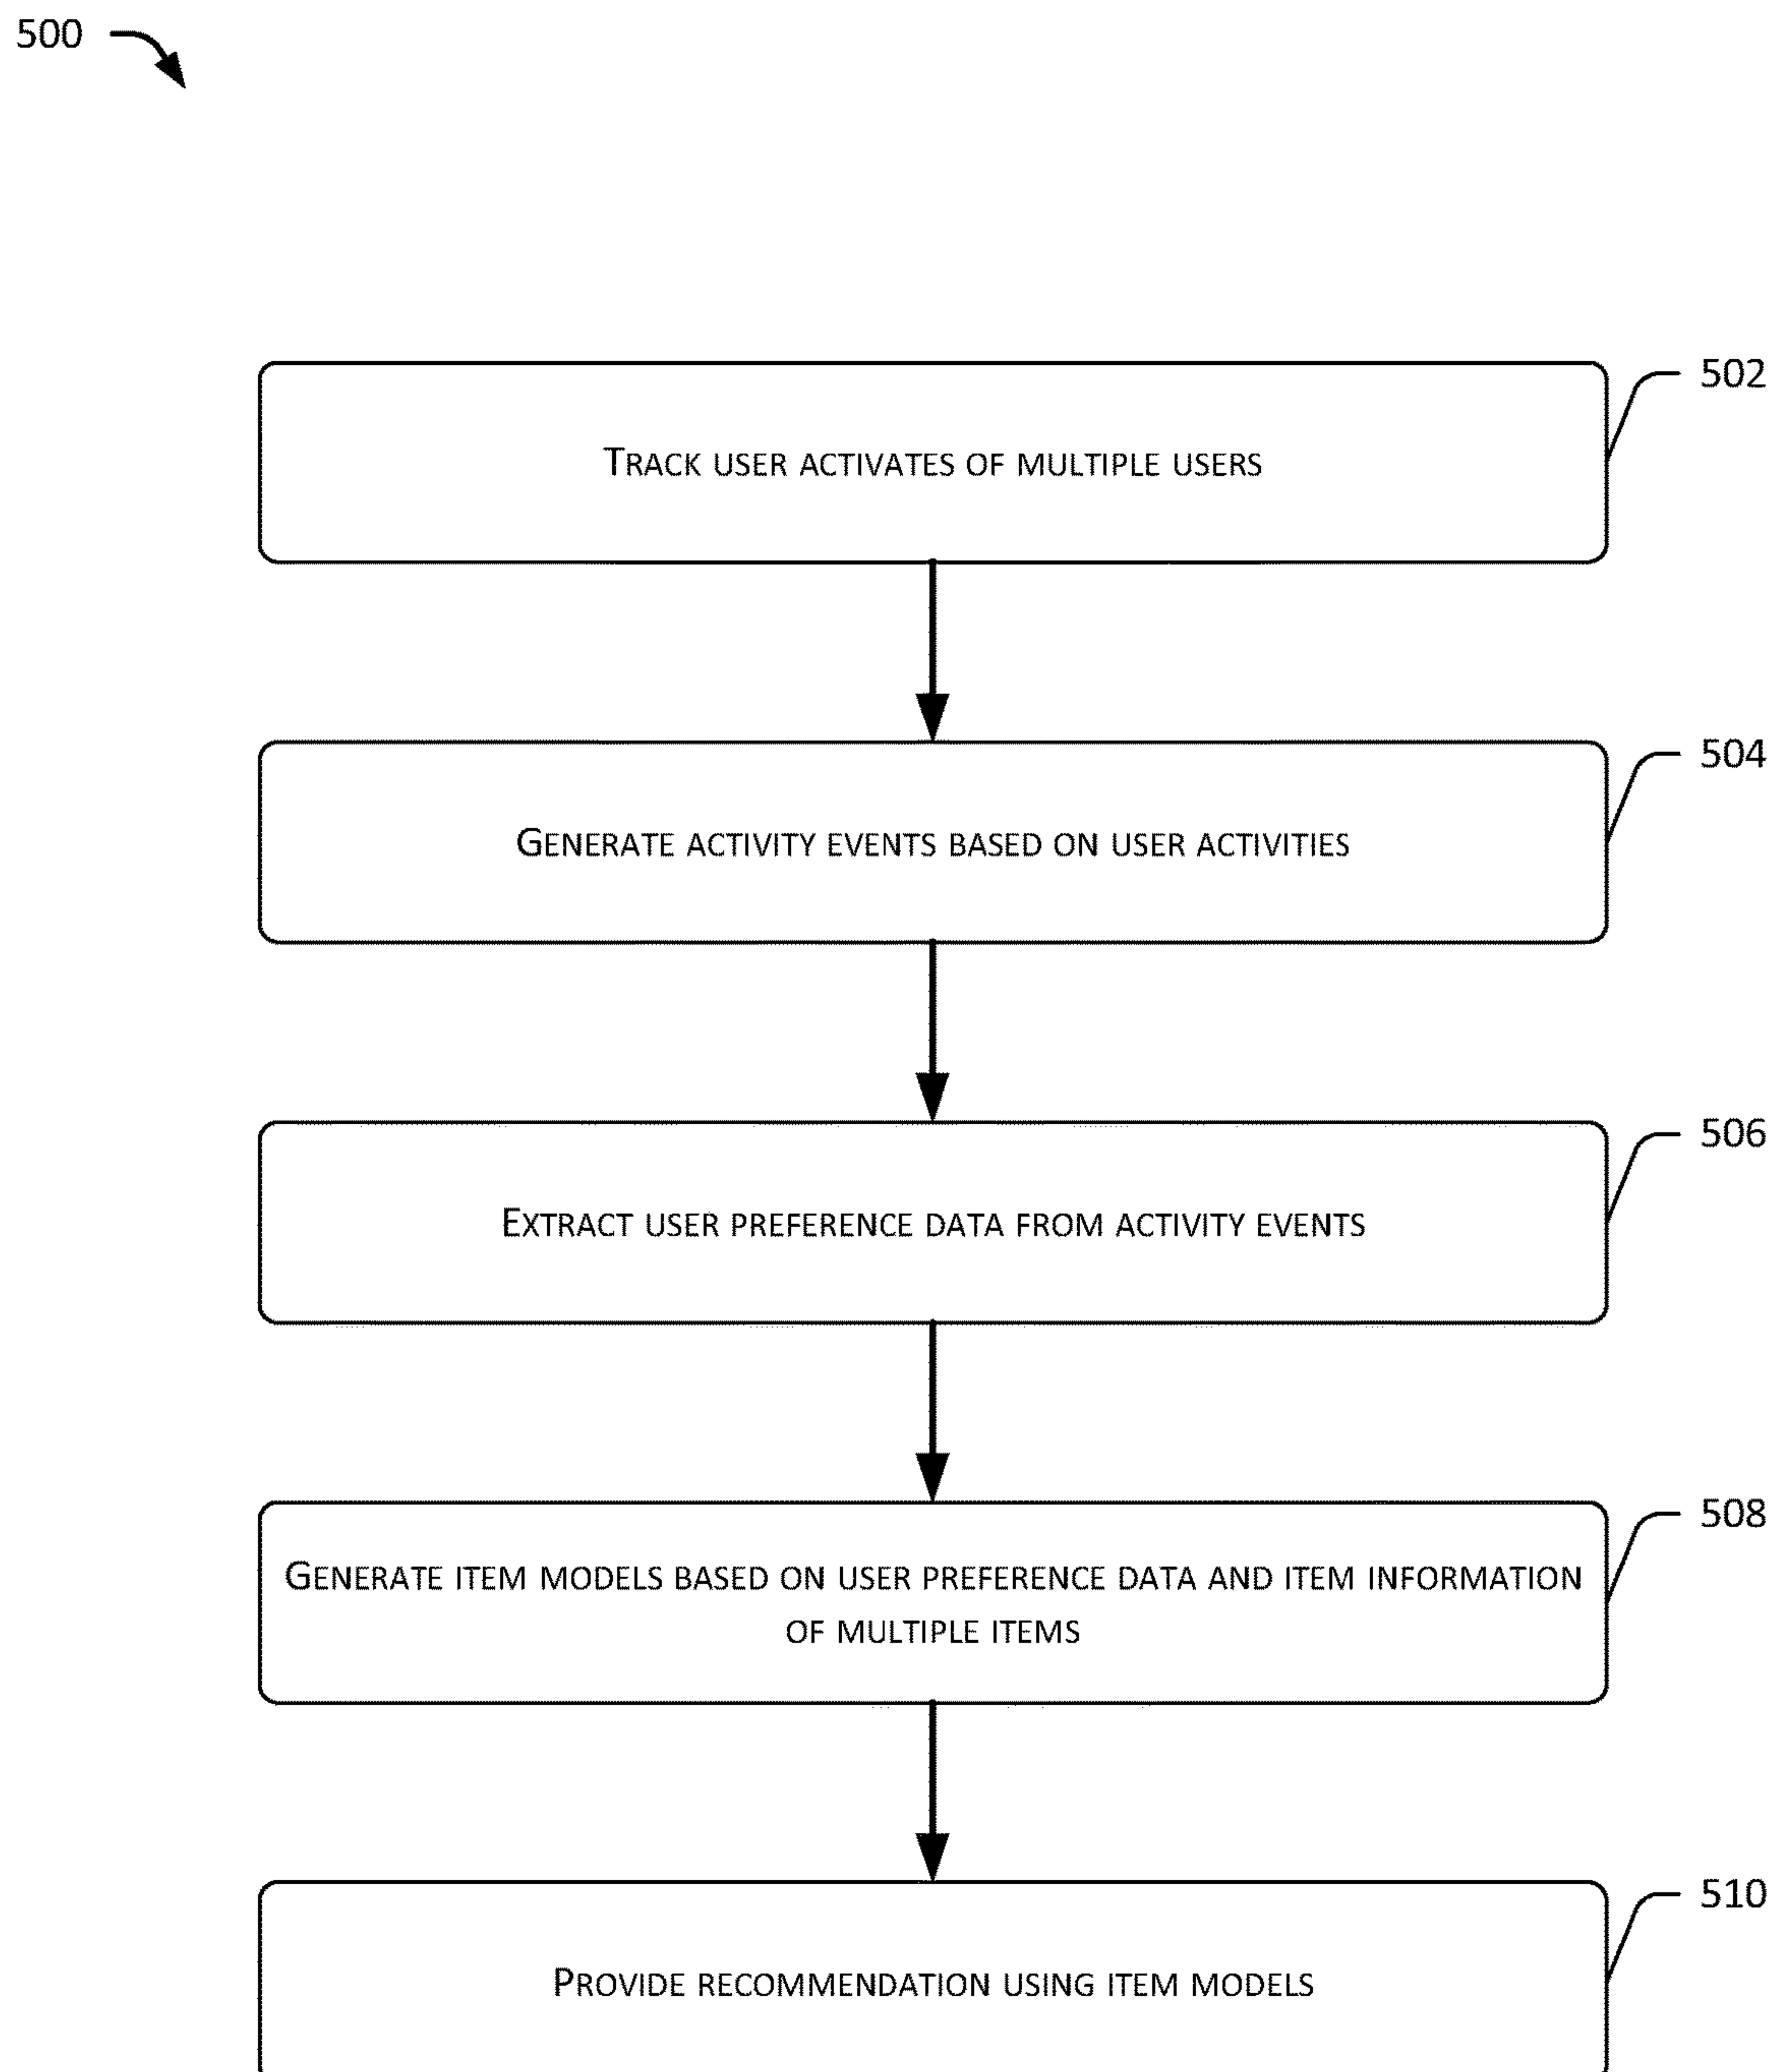 500
502
TRACK USER ACTIVATES OF MULTIPLE USERS
504
GENERATE ACTIVITY EVENTS BASED ON USER ACTIVITIES
506
EXTRACT USER PREFERENCE DATA FROM ACTIVITY EVENTS
508
GENERATE ITEM MODELS BASED ON USER PREFERENCE DATA AND ITEM INFORMATION
OF MULTIPLE ITEMS
510
PROVIDE RECOMMENDATION USING ITEM MODELS